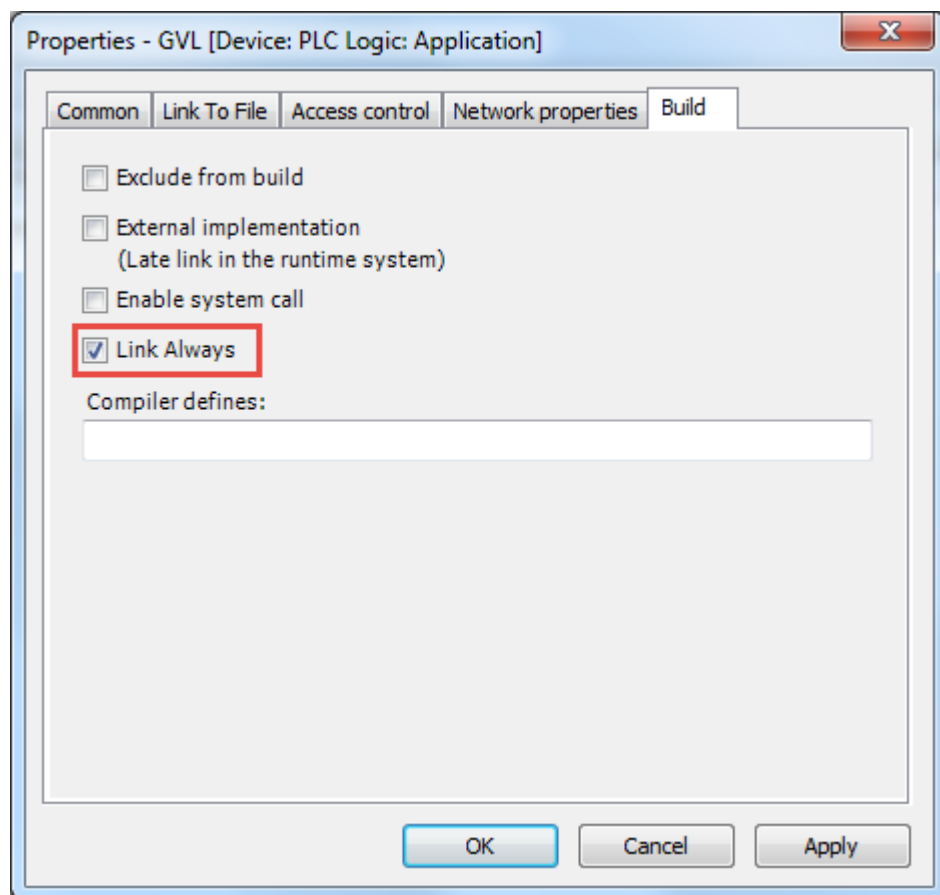 Properties - GVL [Device: PLC Logic: Application]
Common Link To File Access control Network properties Build
Exclude from build
External implementation
(Late link in the runtime system)
Enable system call
Link Always
Compiler defines:
OK Cancel Apply